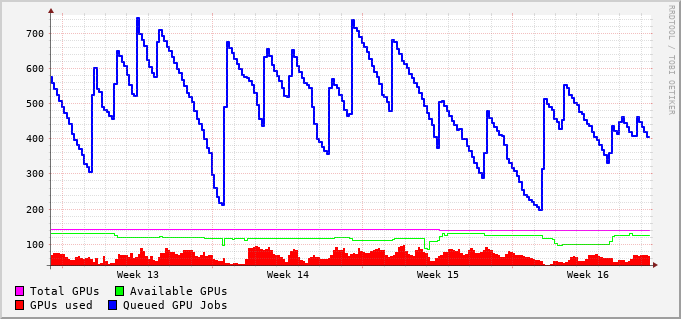 RRDTOOL / TOBI OETIKER
700
600
500
400
300
200
100
Week 13 Week 14 Week 15 Week 16
Total GPUs Available GPUs
GPUs used Queued GPU Jobs